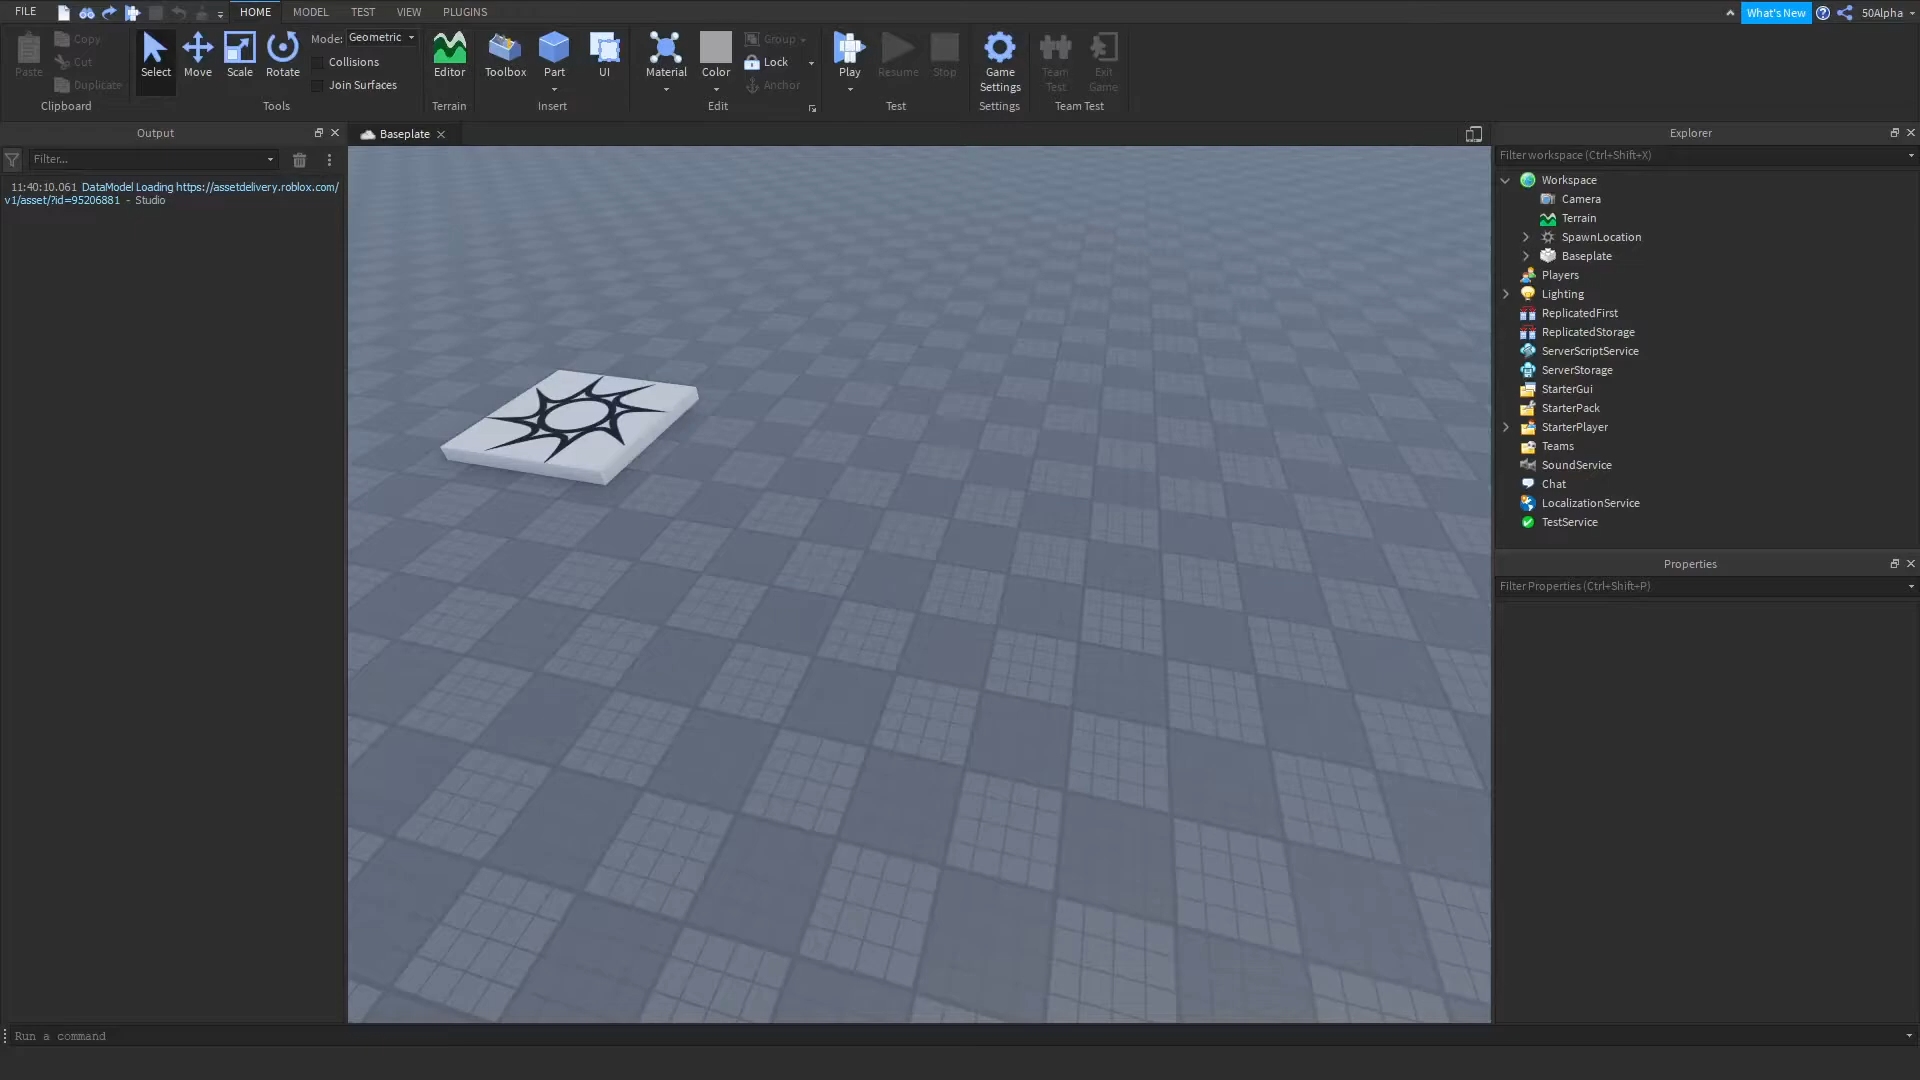 FILE
HOME
MODEL
TEST
VIEW
PLUGINS
What's New
50Alpha
Paste
Copy
Cut
Duplicate
Clipboard
Select
Move
Scale
Rotate
Mode: Geometric
Collisions
Join Surfaces
Tools
Editor
Terrain
Toolbox
Part
UI
Insert
Material
Color
Group
Lock
Anchor
Edit
Play
Resume
Stop
Test
Game
Settings
Settings
Team
Test
Exit
Game
Team Test
Output
Filter...
11:40:10.061 DataModel Loading https://assetdelivery.roblox.com/
v1/asset/?id=95206881 - Studio
Baseplate
Explorer
Filter workspace (Ctrl+Shift+X)
Workspace
Camera
Terrain
SpawnLocation
Baseplate
Players
Lighting
ReplicatedFirst
ReplicatedStorage
ServerScriptService
ServerStorage
StarterGui
StarterPack
StarterPlayer
Teams
SoundService
Chat
LocalizationService
TestService
Properties
Filter Properties (Ctrl+Shift+P)
Run a command